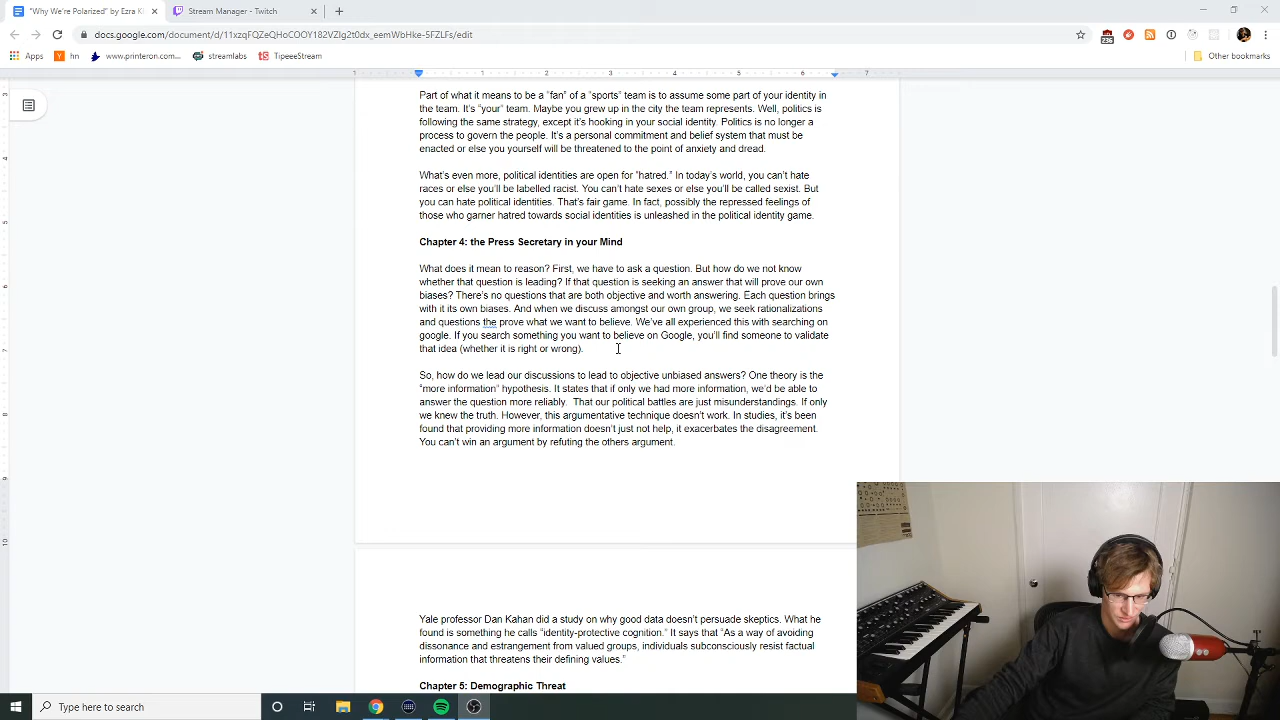 "Why We're Polarized" by Ezra Kl
Stream Manager - Twitch
docs.google.com/document/d/11xzqFQZeQHoCOOY182VZIg2t0dx_eemWbHke-5FZLFs/edit
236
Apps
hn
www.printeron.com...
streamlabs
TipeeeStream
Other bookmarks
1 1 2 3 4 5 6 7
Part of what it means to be a "fan" of a "sports" team is to assume some part of your identity in
the team. It's "your" team. Maybe you grew up in the city the team represents. Well, politics is
following the same strategy, except it's hooking in your social identity. Politics is no longer a
process to govern the people. It's a personal commitment and belief system that must be
enacted or else you yourself will be threatened to the point of anxiety and dread.
What's even more, political identities are open for "hatred." In today's world, you can't hate
races or else you'll be labelled racist. You can't hate sexes or else you'll be called sexist. But
you can hate political identities. That's fair game. In fact, possibly the repressed feelings of
those who garner hatred towards social identities is unleashed in the political identity game.
Chapter 4: the Press Secretary in your Mind
What does it mean to reason? First, we have to ask a question. But how do we not know
whether that question is leading? If that question is seeking an answer that will prove our own
biases? There's no questions that are both objective and worth answering. Each question brings
with it its own biases. And when we discuss amongst our own group, we seek rationalizations
and questions the prove what we want to believe. We've all experienced this with searching on
google. If you search something you want to believe on Google, you'll find someone to validate
that idea (whether it is right or wrong).
So, how do we lead our discussions to lead to objective unbiased answers? One theory is the
"more information" hypothesis. It states that if only we had more information, we'd be able to
answer the question more reliably. That our political battles are just misunderstandings. If only
we knew the truth. However, this argumentative technique doesn't work. In studies, it's been
found that providing more information doesn't just not help, it exacerbates the disagreement.
You can't win an argument by refuting the others argument.
Yale professor Dan Kahan did a study on why good data doesn't persuade skeptics. What he
found is something he calls "identity-protective cognition." It says that "As a way of avoiding
dissonance and estrangement from valued groups, individuals subconsciously resist factual
information that threatens their defining values."
Chapter 5: Demographic Threat
3
4
5
6
7
8
9
10
Type here to search